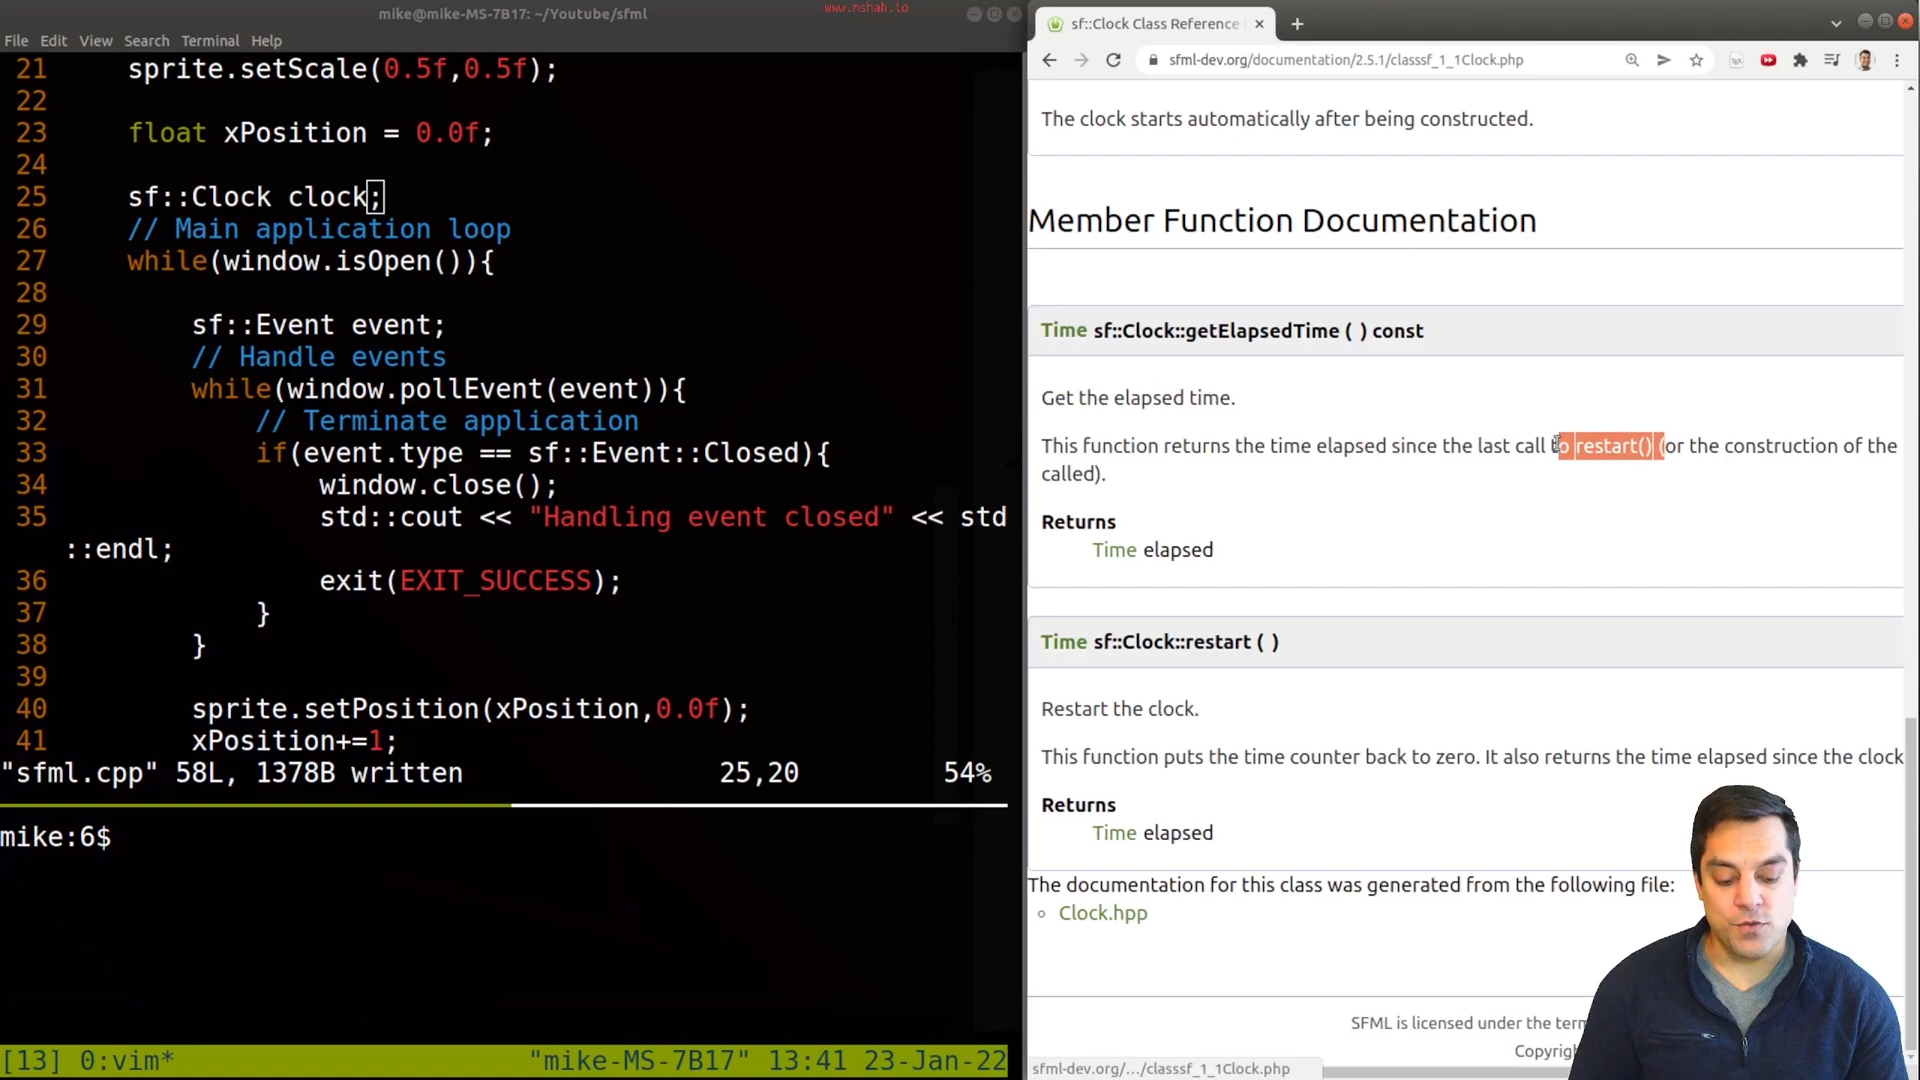 mike@mike-MS-7B17: ~/Youtube/sfml
www.mshah.io
File Edit View Search Terminal Help
21 sprite.setScale(0.5f,0.5f);
22
23 float xPosition = 0.0f;
24
25 sf::Clock clock;
26 // Main application loop
27 while(window.isOpen()){
28
29 sf::Event event;
30 // Handle events
31 while(window.pollEvent(event)){
32 // Terminate application
33 if(event.type == sf::Event::Closed){
34 window.close();
35 std::cout << "Handling event closed" << std
::endl;
36 exit(EXIT_SUCCESS);
37 }
38 }
39
40 sprite.setPosition(xPosition,0.0f);
41 xPosition+=1;
"sfml.cpp" 58L, 1378B written 25,20 54%
mike:6$
[13] 0:vim* "mike-MS-7B17" 13:41 23-Jan-22
sf::Clock Class Reference
sfml-dev.org/documentation/2.5.1/classsf_1_1Clock.php
The clock starts automatically after being constructed.
Member Function Documentation
Time sf::Clock::getElapsedTime ( ) const
Get the elapsed time.
This function returns the time elapsed since the last call to restart() (or the construction of the
called).
Returns
Time elapsed
Time sf::Clock::restart ( )
Restart the clock.
This function puts the time counter back to zero. It also returns the time elapsed since the clock
Returns
Time elapsed
The documentation for this class was generated from the following file:
Clock.hpp
SFML is licensed under the
sfml-dev.org/.../classsf_1_1Clock.php